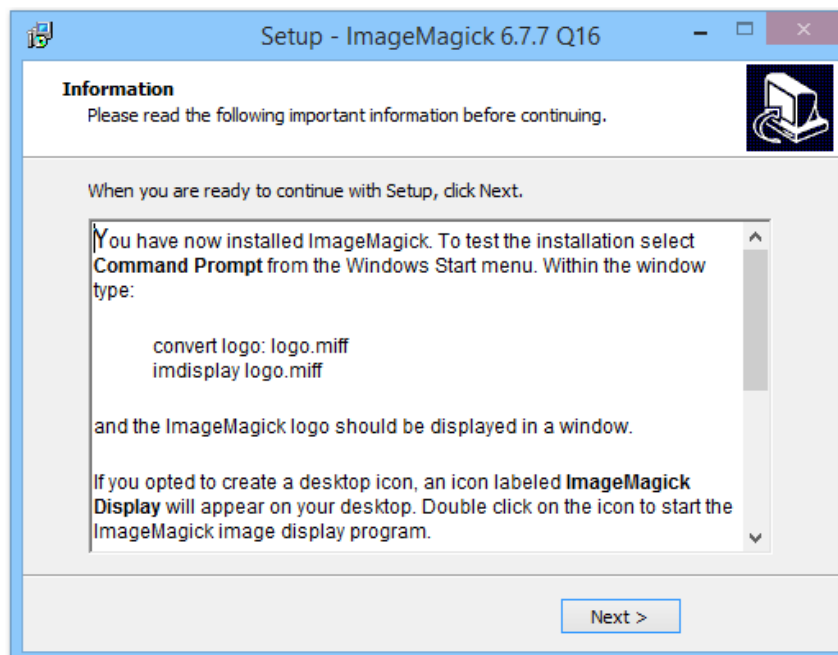 Setup - ImageMagick 6.7.7 Q16
Information
Please read the following important information before continuing.
When you are ready to continue with Setup, click Next.
You have now installed ImageMagick. To test the installation select
Command Prompt from the Windows Start menu. Within the window
type:
convert logo: logo.miff
imdisplay logo.miff
and the ImageMagick logo should be displayed in a window.
If you opted to create a desktop icon, an icon labeled ImageMagick
Display will appear on your desktop. Double click on the icon to start the
ImageMagick image display program.
Next >